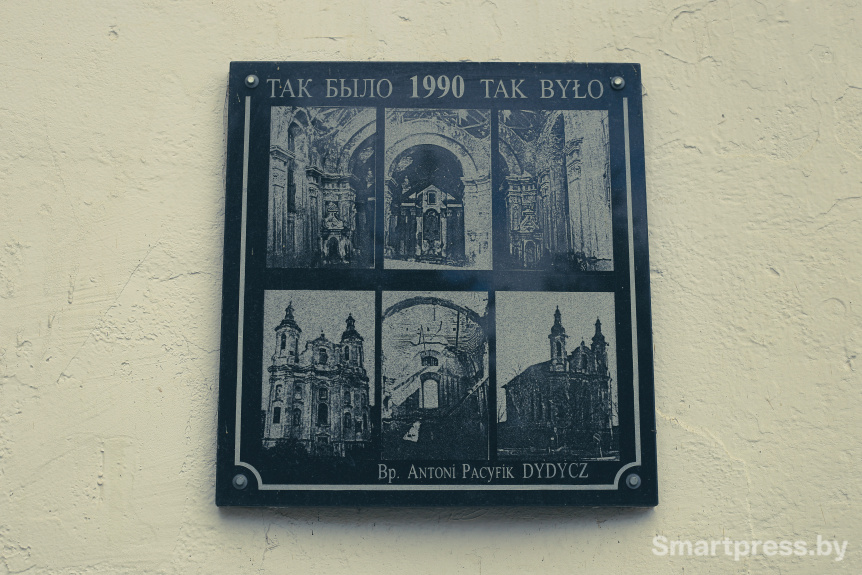 ТАК БЫЛО 1990 TAK BYŁO
Bp. Antoni Pacyfik DYDYCZ
Smartpress.by